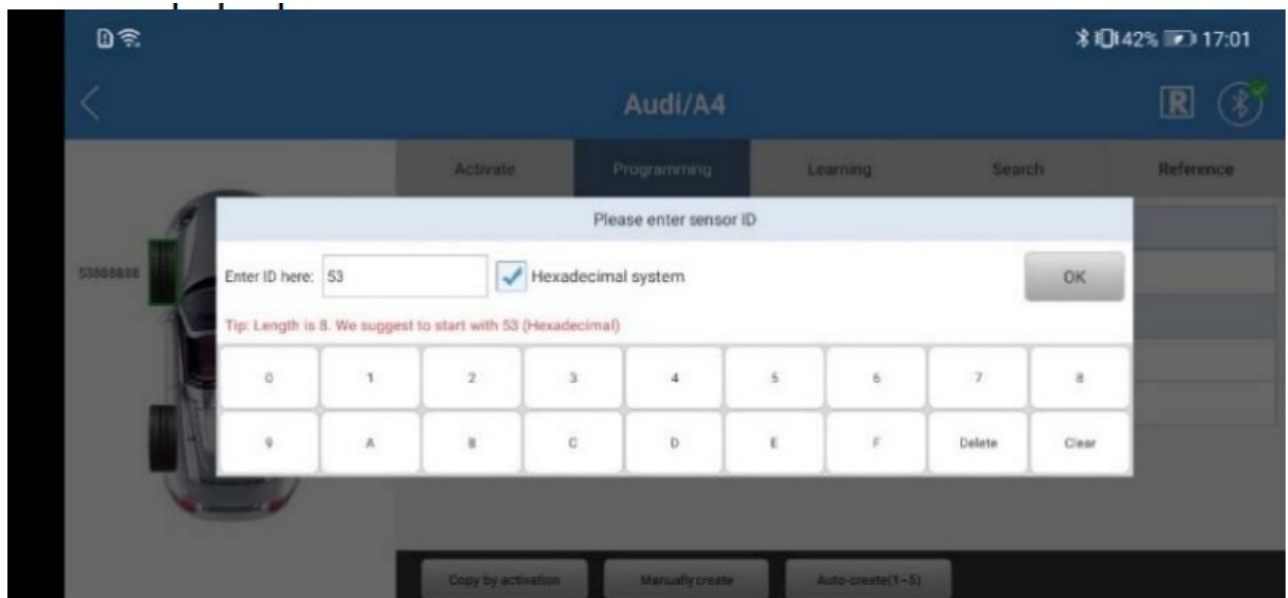 42% 17:01
Audi/A4
R
Activate Programming Learning Search Reference
Please enter sensor ID
53888888
Enter ID here: 53 Hexadecimal system OK
Tip: Length is 8. We suggest to start with 53 (Hexadecimal)
0 1 2 3 4 5 6 7 8
9 A B C D E F Delete Clear
Copy by activation Manually create Auto-create(1~5)